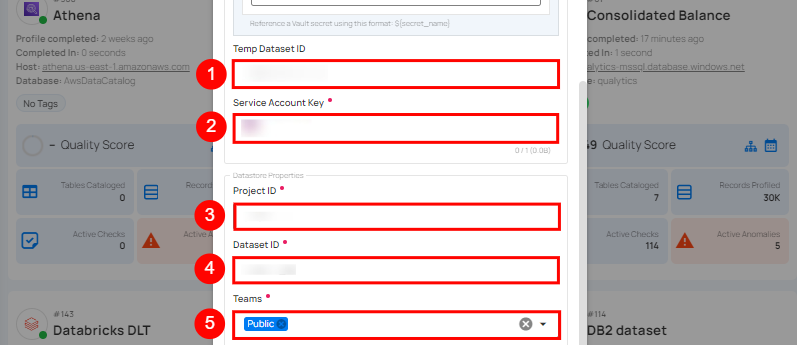 Athena
Profile completed: 2 weeks ago
Completed In: 0 seconds
Host: athena.us-east-1.amazonaws.com
Database: AwsDataCatalog
No Tags
– Quality Score
Tables Cataloged
0
Records
Active Checks
0
Active A
#143
Databricks DLT
Reference a Vault secret using this format: ${secret_name}
Temp Dataset ID
1
Service Account Key •
2
0 / 1 (0.0B)
Datastore Properties
Project ID •
3
Dataset ID •
4
Teams •
5
Public
Consolidated Balance
completed: 17 minutes ago
ed In: 1 second
alytics-mssql.database.windows.net
e: qualytics
49 Quality Score
Tables Cataloged
7
Records Profiled
30K
Active Checks
114
Active Anomalies
5
#114
DB2 dataset